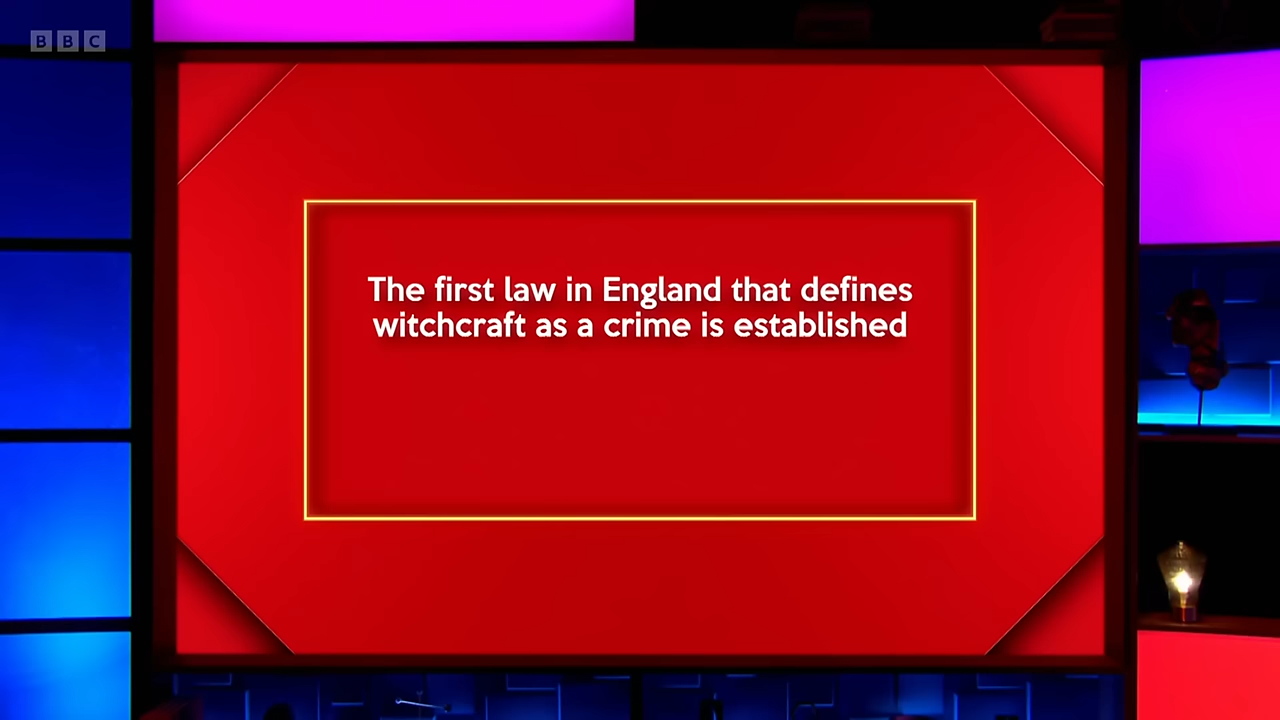 BBC
The first law in England that defines
witchcraft as a crime is established